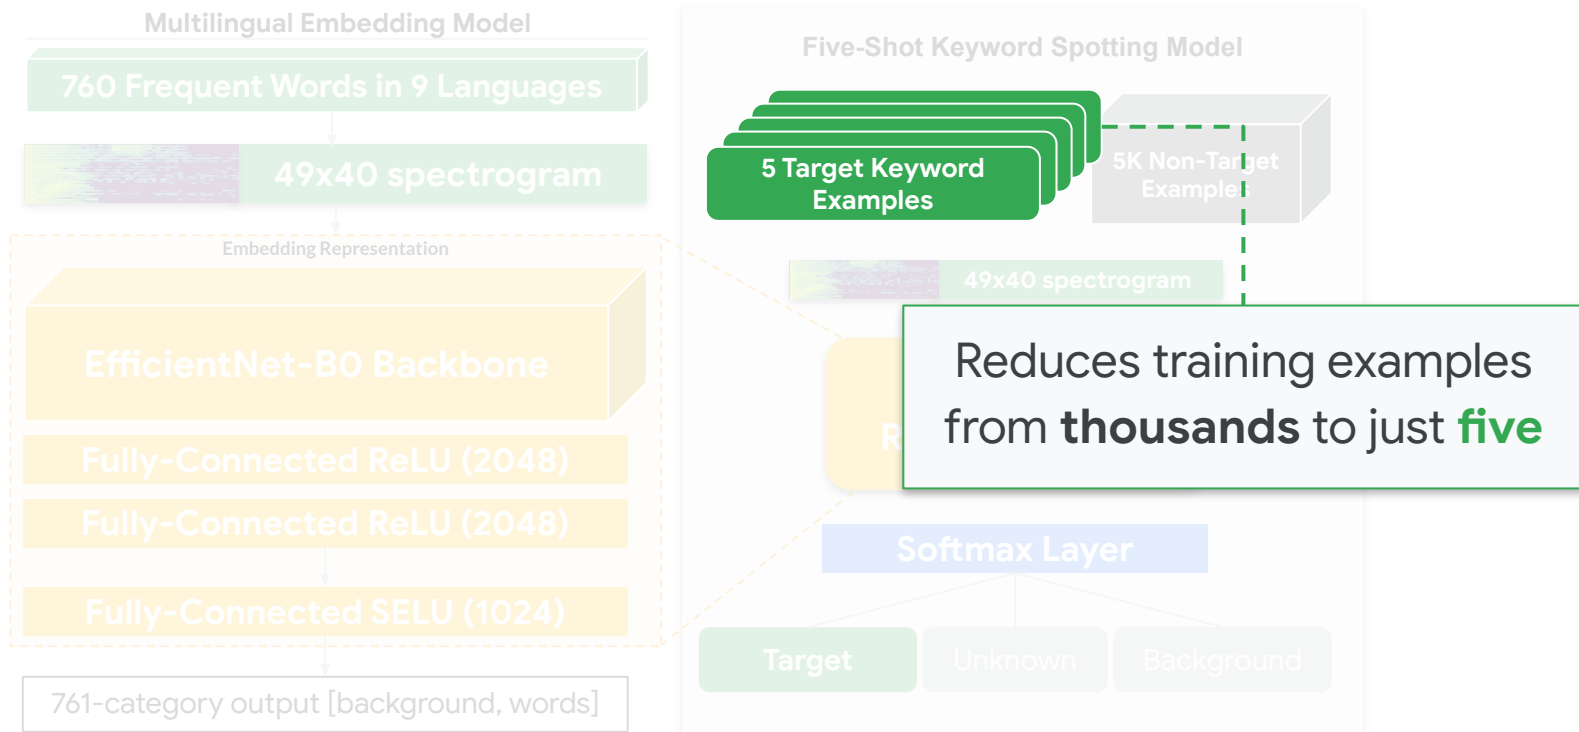 Multilingual Embedding Model
760 Frequent Words in 9 Languages
49x40 spectrogram
Embedding Representation
EfficientNet-B0 Backbone
Fully-Connected ReLU (2048)
Fully-Connected ReLU (2048)
Fully-Connected SELU (1024)
761-category output [background, words]
Five-Shot Keyword Spotting Model
5 Target Keyword
Examples
5K Non-Target
Examples
49x40 spectrogram
Reduces training examples
from thousands to just five
Softmax Layer
Target
Unknown
Background